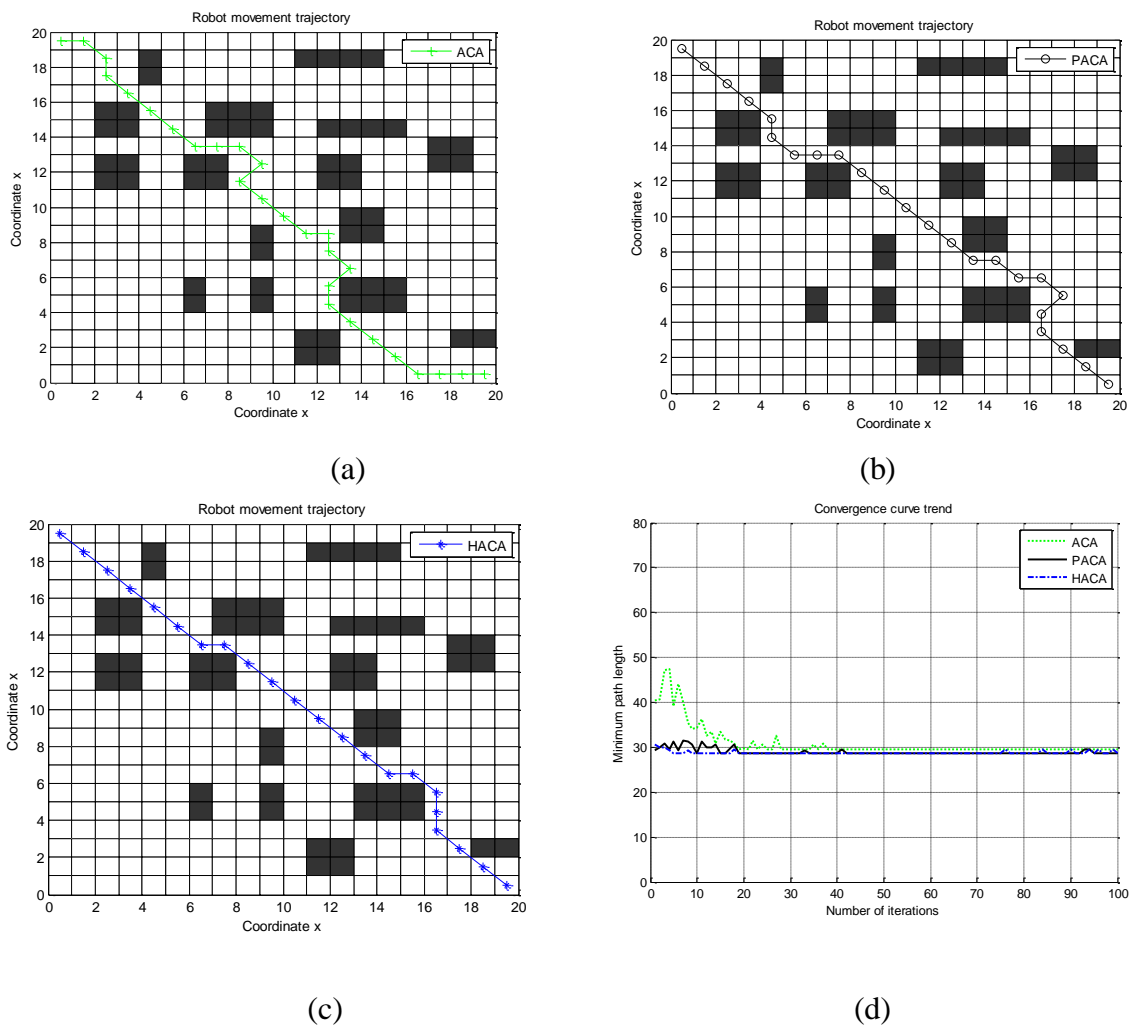 Robot movement trajectory
ACA
20
18
16
14
12
10
8
6
4
2
0
Coordinate x
0 2 4 6 8 10 12 14 16 18 20
Coordinate x
(a)
Robot movement trajectory
PACA
20
18
16
14
12
10
8
6
4
2
0
Coordinate x
0 2 4 6 8 10 12 14 16 18 20
Coordinate x
(b)
Robot movement trajectory
HACA
20
18
16
14
12
10
8
6
4
2
0
Coordinate x
0 2 4 6 8 10 12 14 16 18 20
Coordinate x
(c)
Convergence curve trend
ACA
PACA
HACA
80
70
60
50
40
30
20
10
0
Minimum path length
0 10 20 30 40 50 60 70 80 90 100
Number of iterations
(d)